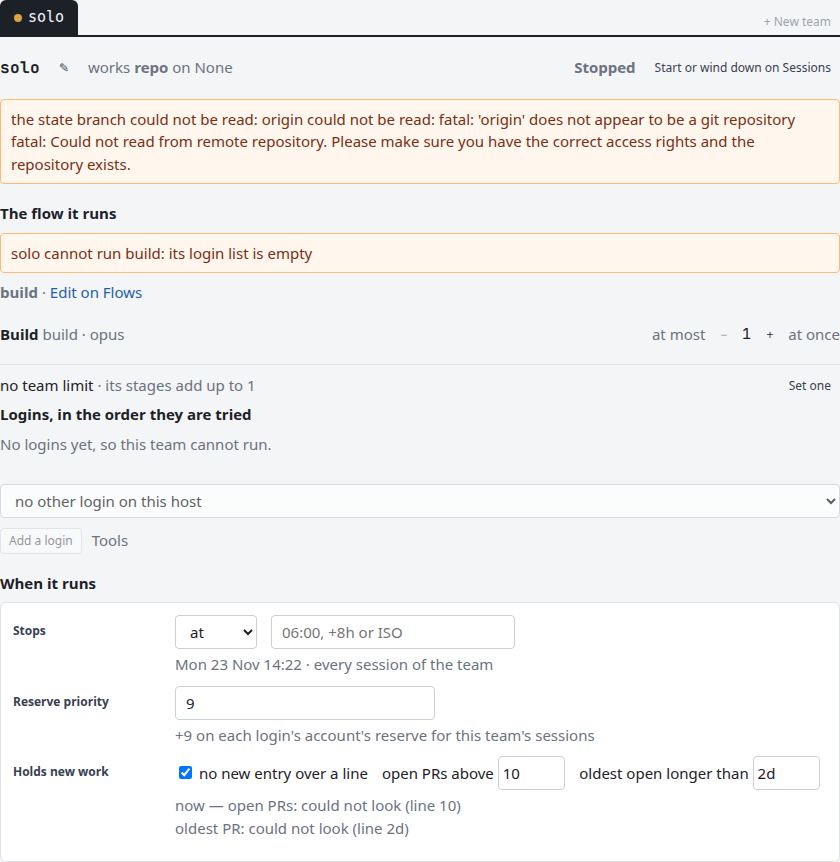 solo
+ New team
solo ✎ works repo on None Stopped Start or wind down on Sessions
the state branch could not be read: origin could not be read: fatal: 'origin' does not appear to be a git repository
fatal: Could not read from remote repository. Please make sure you have the correct access rights and the
repository exists.
The flow it runs
solo cannot run build: its login list is empty
build · Edit on Flows
Build build · opus at most − 1 + at once
no team limit · its stages add up to 1 Set one
Logins, in the order they are tried
No logins yet, so this team cannot run.
no other login on this host
Add a login Tools
When it runs
Stops at 06:00, +8h or ISO
Mon 23 Nov 14:22 · every session of the team
Reserve priority 9
+9 on each login's account's reserve for this team's sessions
Holds new work no new entry over a line open PRs above 10 oldest open longer than 2d
now — open PRs: could not look (line 10)
oldest PR: could not look (line 2d)